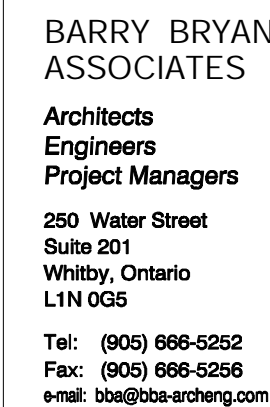 BARRY BRYAN
ASSOCIATES
Architects
Engineers
Project Managers
250 Water Street
Suite 201
Whitby, Ontario
L1N 0G5
Tel: (905) 666-5252
Fax: (905) 666-5256
e-mail: bba@bba-archeng.com